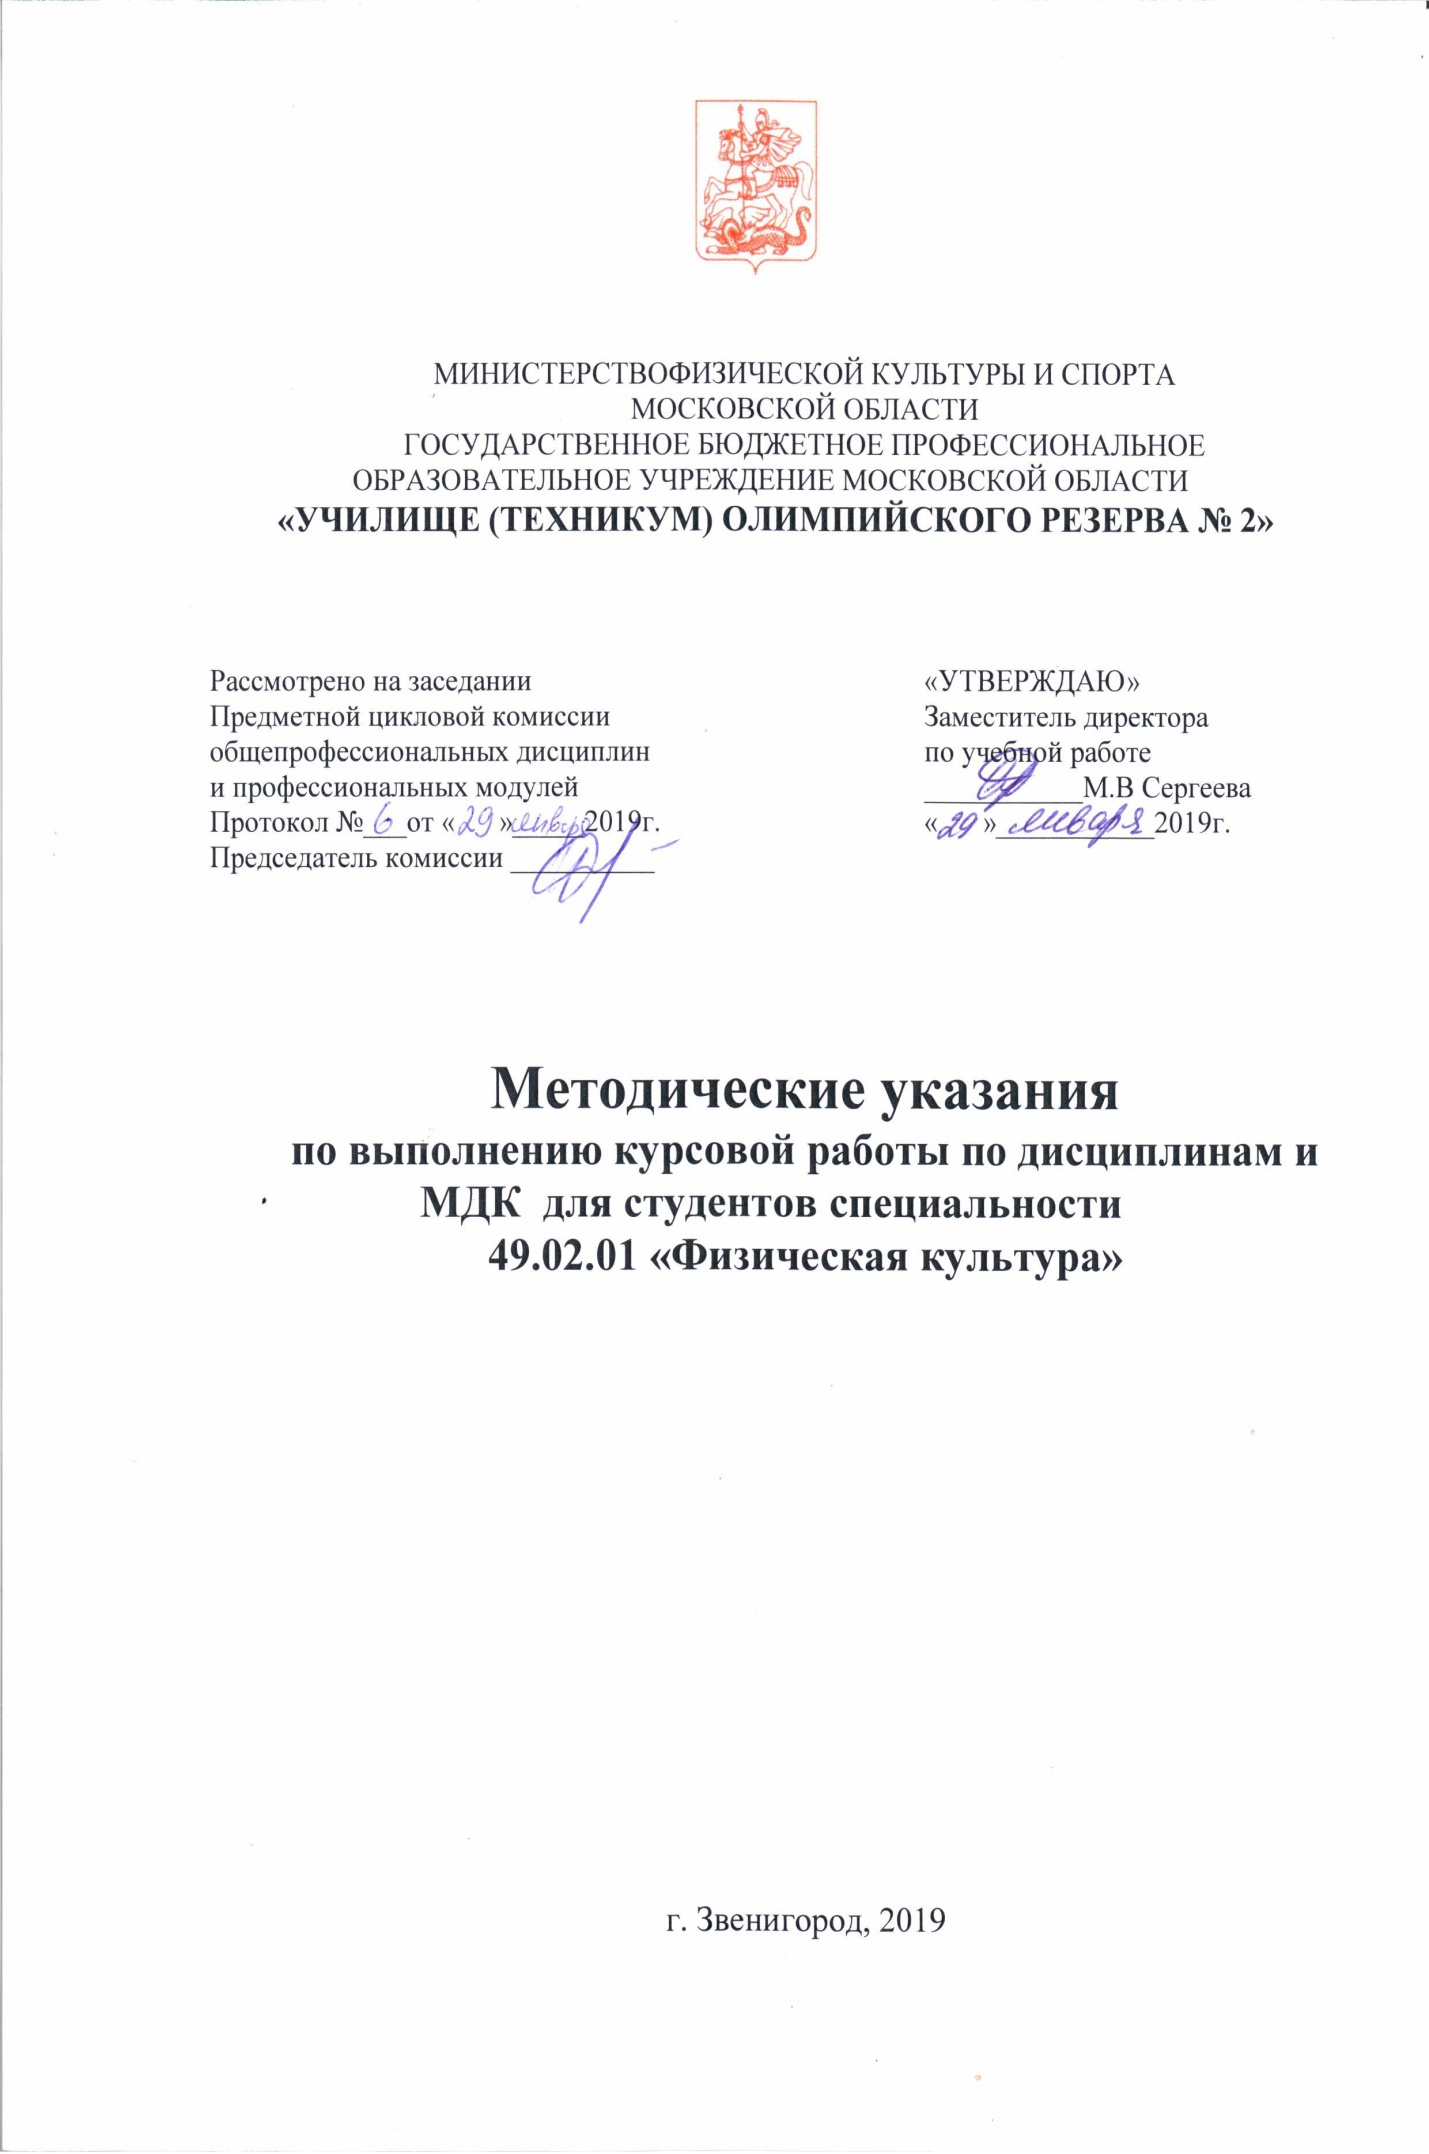 МИНИСТЕРСТВОФИЗИЧЕСКОЙ КУЛЬТУРЫ И СПОРТА
МОСКОВСКОЙ ОБЛАСТИ
ГОСУДАРСТВЕННОЕ БЮДЖЕТНОЕ ПРОФЕССИОНАЛЬНОЕ
ОБРАЗОВАТЕЛЬНОЕ УЧРЕЖДЕНИЕ МОСКОВСКОЙ ОБЛАСТИ
«УЧИЛИЩЕ (ТЕХНИКУМ) ОЛИМПИЙСКОГО РЕЗЕРВА № 2»
Рассмотрено на заседании
Предметной цикловой комиссии
общепрофессиональных дисциплин
и профессиональных модулей
Протокол № 6 от «29» января 2019г.
Председатель комиссии ____________
«УТВЕРЖДАЮ»
Заместитель директора
по учебной работе
___________М.В Сергеева
«29» января 2019г.
Методические указания
по выполнению курсовой работы по дисциплинам и
МДК для студентов специальности
49.02.01 «Физическая культура»
г. Звенигород, 2019